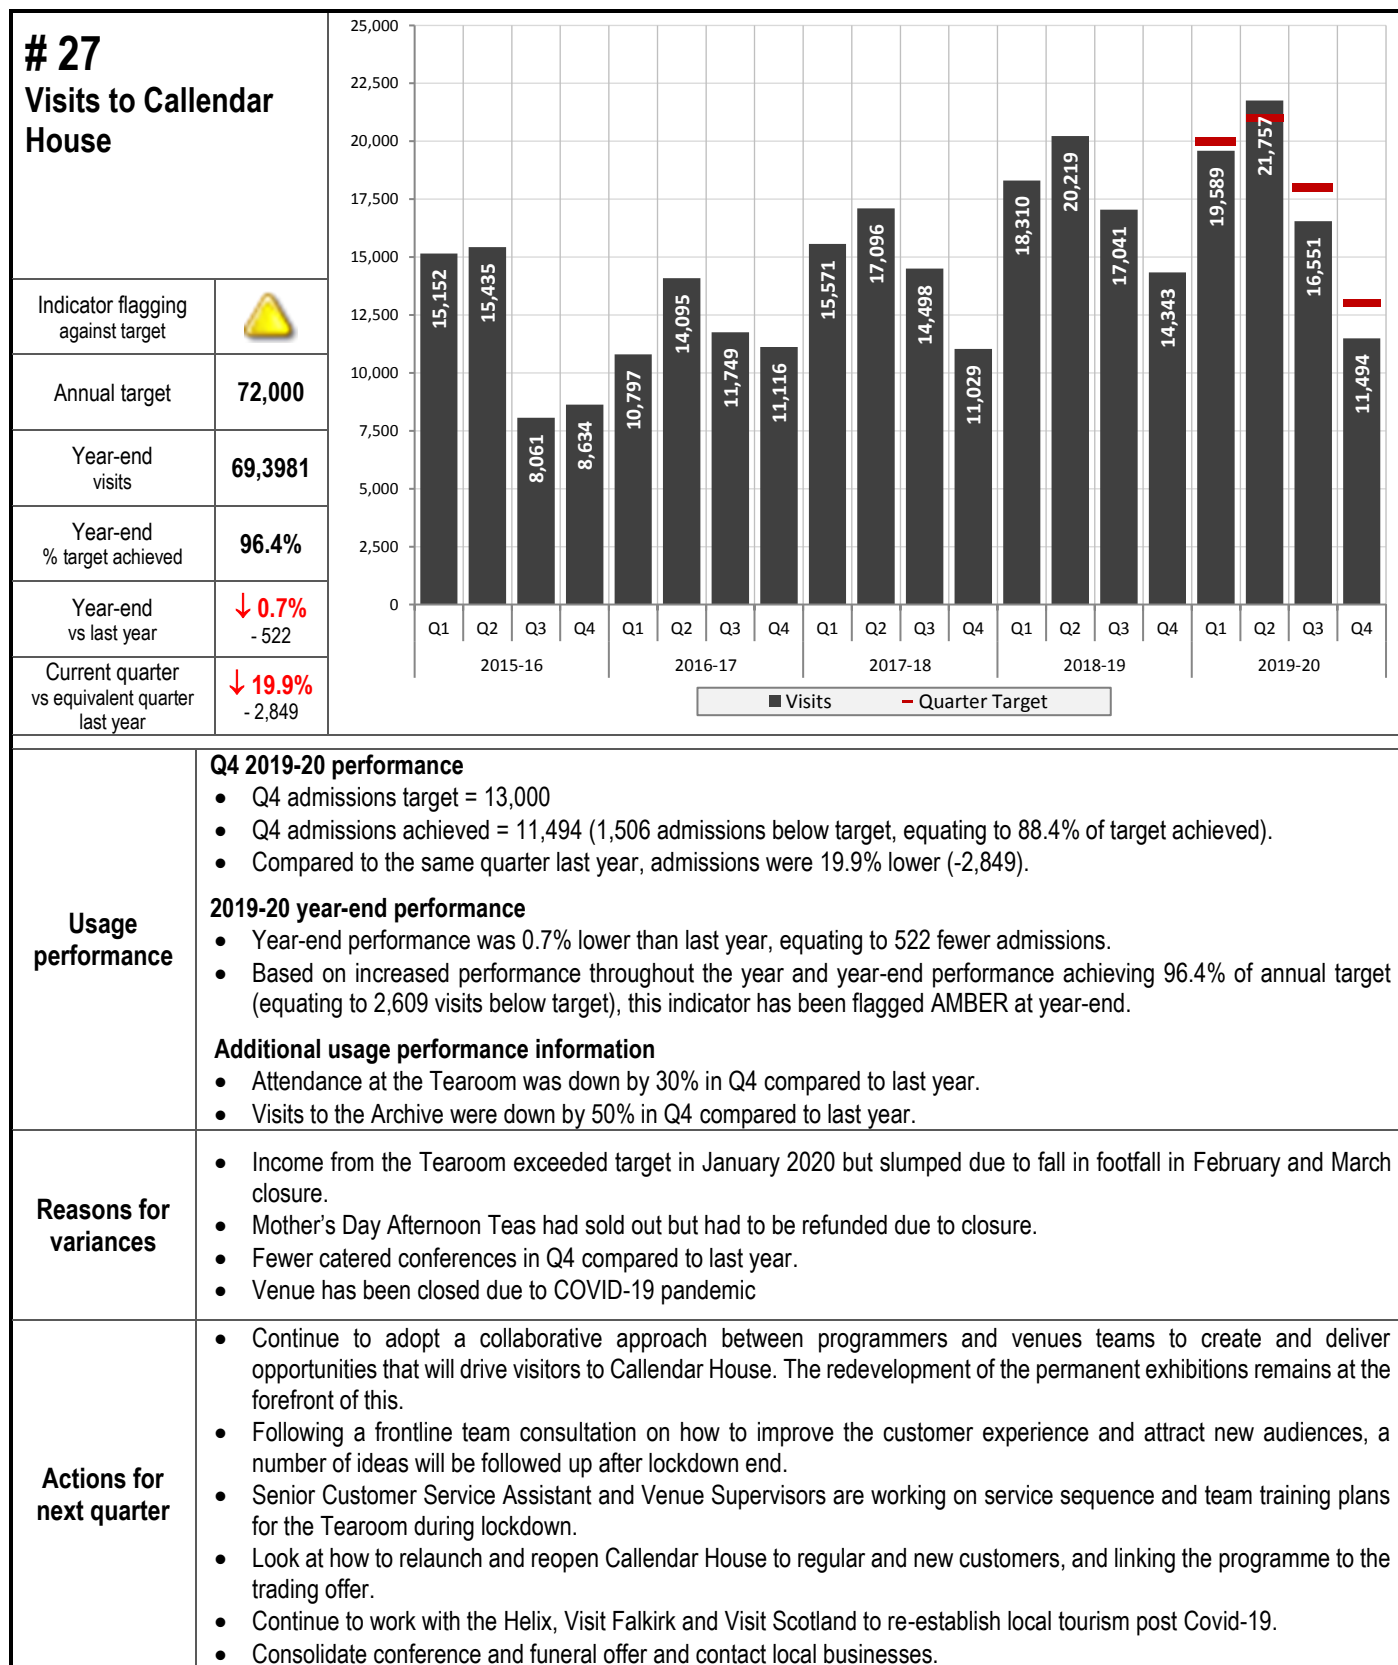 # 27
Visits to Callendar
House
Indicator flagging
against target
Annual target
72,000
Year-end
visits
69,3981
Year-end
% target achieved
96.4%
Year-end
vs last year
↓ 0.7%
- 522
Current quarter
vs equivalent quarter
last year
↓ 19.9%
- 2,849
25,000
22,500
20,000
17,500
15,000
12,500
10,000
7,500
5,000
2,500
0
15,152
15,435
8,061
8,634
10,797
14,095
11,749
11,116
15,571
17,096
14,498
11,029
18,310
20,219
17,041
14,343
19,589
21,757
16,551
11,494
Q1 Q2 Q3 Q4 Q1 Q2 Q3 Q4 Q1 Q2 Q3 Q4 Q1 Q2 Q3 Q4 Q1 Q2 Q3 Q4
2015-16 2016-17 2017-18 2018-19 2019-20
Visits Quarter Target
Usage
performance
Q4 2019-20 performance
• Q4 admissions target = 13,000
• Q4 admissions achieved = 11,494 (1,506 admissions below target, equating to 88.4% of target achieved).
• Compared to the same quarter last year, admissions were 19.9% lower (-2,849).
2019-20 year-end performance
• Year-end performance was 0.7% lower than last year, equating to 522 fewer admissions.
• Based on increased performance throughout the year and year-end performance achieving 96.4% of annual target
(equating to 2,609 visits below target), this indicator has been flagged AMBER at year-end.
Additional usage performance information
• Attendance at the Tearoom was down by 30% in Q4 compared to last year.
• Visits to the Archive were down by 50% in Q4 compared to last year.
Reasons for
variances
• Income from the Tearoom exceeded target in January 2020 but slumped due to fall in footfall in February and March
closure.
• Mother's Day Afternoon Teas had sold out but had to be refunded due to closure.
• Fewer catered conferences in Q4 compared to last year.
• Venue has been closed due to COVID-19 pandemic
Actions for
next quarter
• Continue to adopt a collaborative approach between programmers and venues teams to create and deliver
opportunities that will drive visitors to Callendar House. The redevelopment of the permanent exhibitions remains at the
forefront of this.
• Following a frontline team consultation on how to improve the customer experience and attract new audiences, a
number of ideas will be followed up after lockdown end.
• Senior Customer Service Assistant and Venue Supervisors are working on service sequence and team training plans
for the Tearoom during lockdown.
• Look at how to relaunch and reopen Callendar House to regular and new customers, and linking the programme to the
trading offer.
• Continue to work with the Helix, Visit Falkirk and Visit Scotland to re-establish local tourism post Covid-19.
• Consolidate conference and funeral offer and contact local businesses.